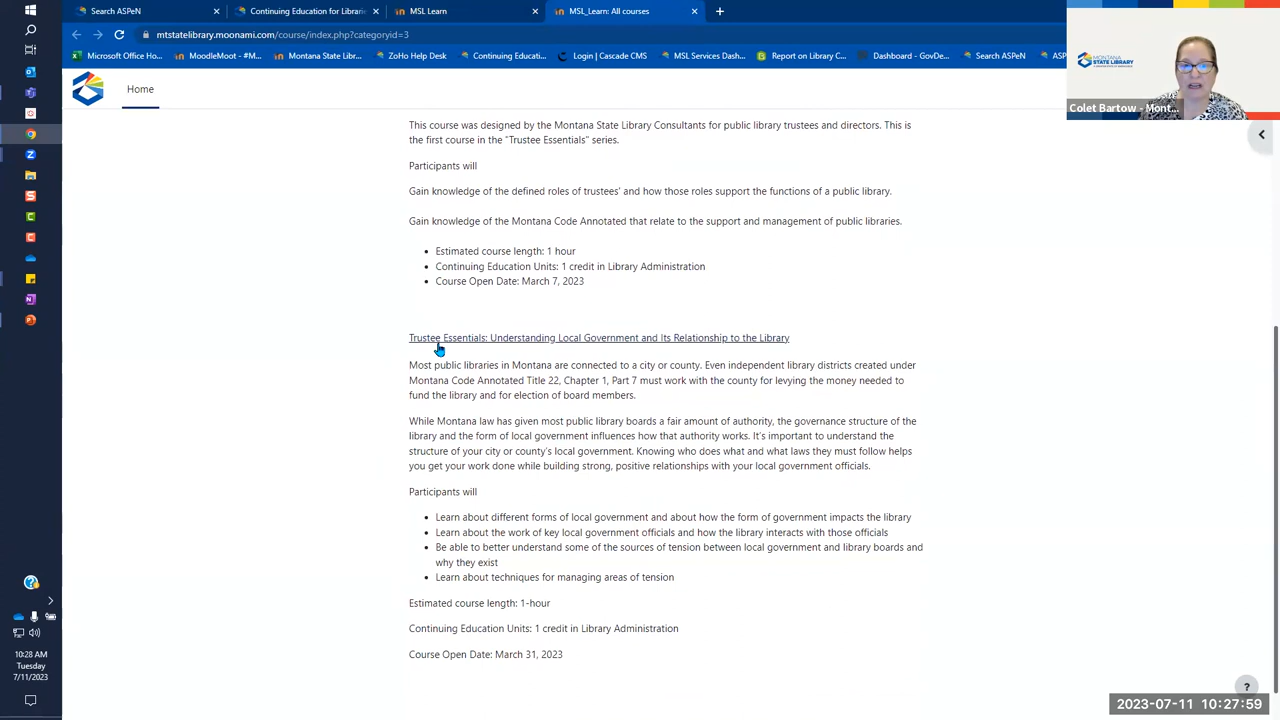 Search ASPeN
Continuing Education for Librari
MSL Learn
MSL_Learn: All courses
mtstatelibrary.moonami.com/course/index.php?categoryid=3
Microsoft Office Ho...
MoodleMoot - #M...
Montana State Libr...
ZoHo Help Desk
Continuing Educati...
Login | Cascade CMS
MSL Services Dash...
Report on Library C...
Dashboard - GovDe...
Search ASPeN
ASP
MONTANA
STATE LIBRARY
Colet Bartow - Mont...
Home
This course was designed by the Montana State Library Consultants for public library trustees and directors. This is
the first course in the "Trustee Essentials" series.
Participants will
Gain knowledge of the defined roles of trustees' and how those roles support the functions of a public library.
Gain knowledge of the Montana Code Annotated that relate to the support and management of public libraries.
• Estimated course length: 1 hour
• Continuing Education Units: 1 credit in Library Administration
• Course Open Date: March 7, 2023
Trustee Essentials: Understanding Local Government and Its Relationship to the Library
Most public libraries in Montana are connected to a city or county. Even independent library districts created under
Montana Code Annotated Title 22, Chapter 1, Part 7 must work with the county for levying the money needed to
fund the library and for election of board members.
While Montana law has given most public library boards a fair amount of authority, the governance structure of the
library and the form of local government influences how that authority works. It's important to understand the
structure of your city or county's local government. Knowing who does what and what laws they must follow helps
you get your work done while building strong, positive relationships with your local government officials.
Participants will
• Learn about different forms of local government and about how the form of government impacts the library
• Learn about the work of key local government officials and how the library interacts with those officials
• Be able to better understand some of the sources of tension between local government and library boards and
why they exist
• Learn about techniques for managing areas of tension
Estimated course length: 1-hour
Continuing Education Units: 1 credit in Library Administration
Course Open Date: March 31, 2023
10:28 AM
Tuesday
7/11/2023
?
2023-07-11 10:27:59